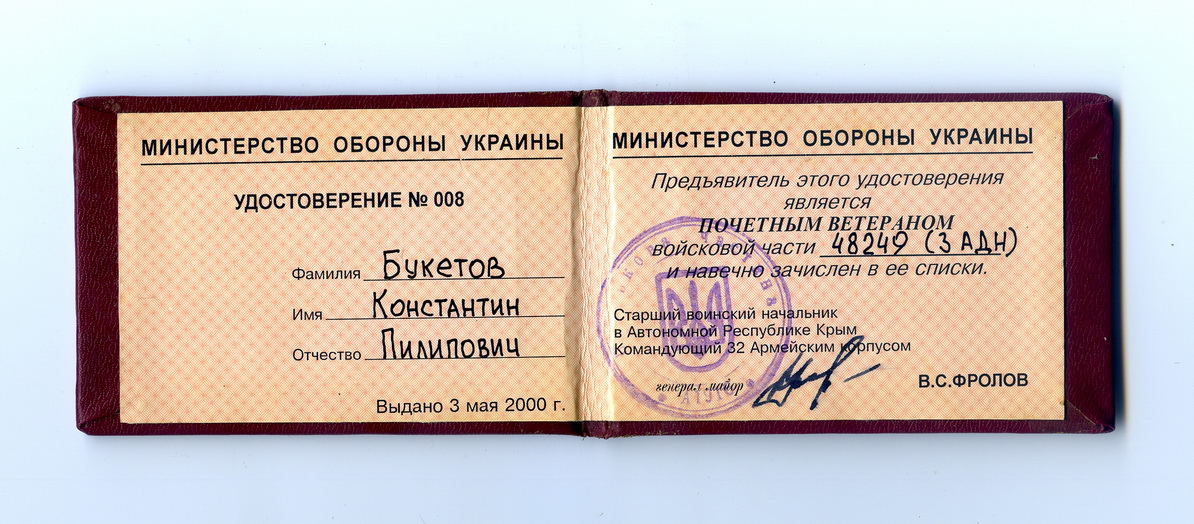 МИНИСТЕРСТВО ОБОРОНЫ УКРАИНЫ
УДОСТОВЕРЕНИЕ № 008
Фамилия Букетов
Имя Константин
Отчество Пилипович
Выдано 3 мая 2000 г.
МИНИСТЕРСТВО ОБОРОНЫ УКРАИНЫ
Предъявитель этого удостоверения
является
ПОЧЕТНЫМ ВЕТЕРАНОМ
войсковой части 48249 (3 АДН)
и навечно зачислен в ее списки.
Старший воинский начальник
в Автономной Республике Крым
Командующий 32 Армейским корпусом
генерал майор В.С.ФРОЛОВ